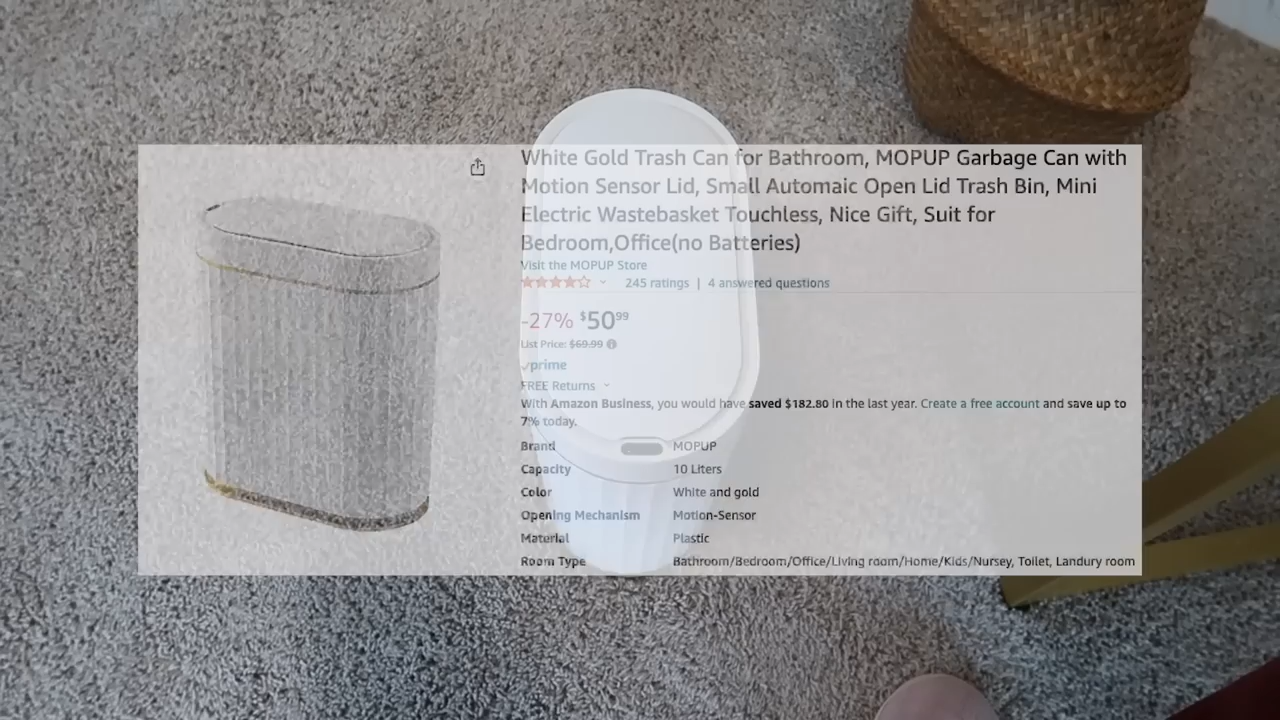 White Gold Trash Can for Bathroom, MOPUP Garbage Can with
Motion Sensor Lid, Small Automaic Open Lid Trash Bin, Mini
Electric Wastebasket Touchless, Nice Gift, Suit for
Bedroom,Office(no Batteries)
Visit the MOPUP Store
245 ratings | 4 answered questions
-27% $50⁹⁹
List Price: $69.99
prime
FREE Returns
With Amazon Business, you would have saved $182.80 in the last year. Create a free account and save up to
7% today.
Brand MOPUP
Capacity 10 Liters
Color White and gold
Opening Mechanism Motion-Sensor
Material Plastic
Room Type Bathroom/Bedroom/Office/Living room/Home/Kids/Nursey, Toilet, Landury room